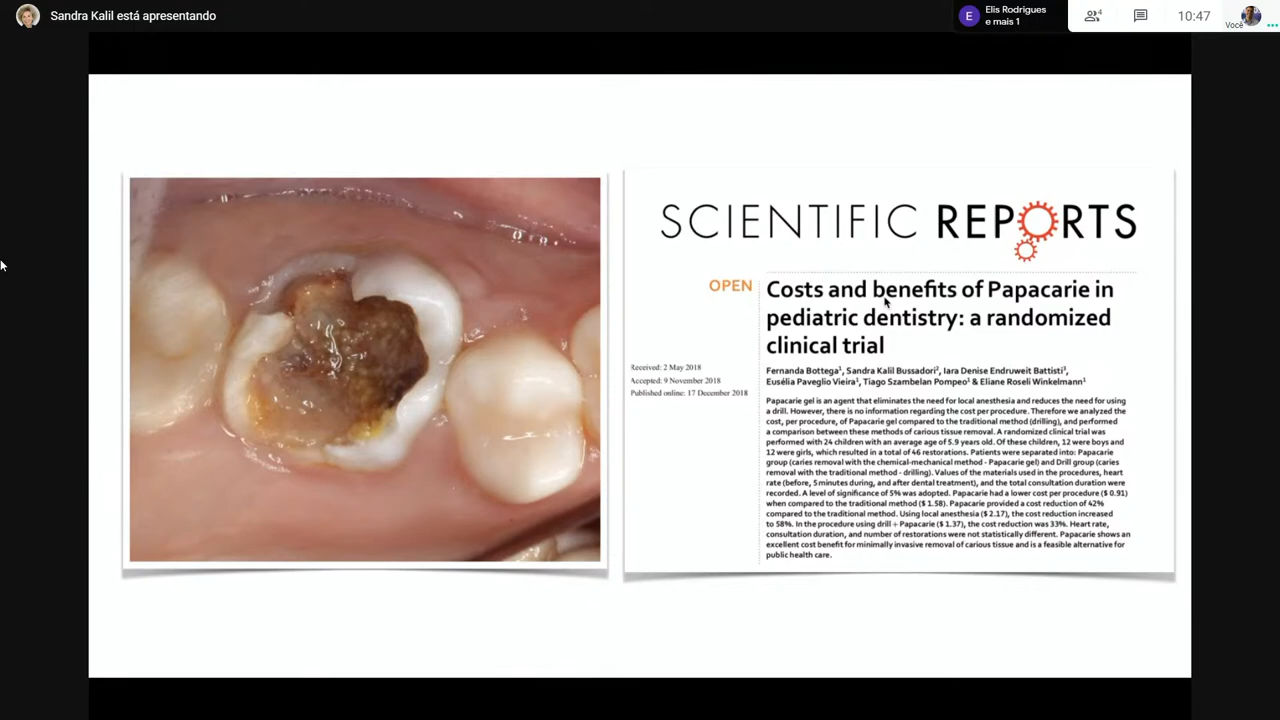 Sandra Kalil está apresentando
E
Elis Rodrigues
e mais 1
4
10:47
Você
SCIENTIFIC REPORTS
OPEN
Costs and benefits of Papacarie in
pediatric dentistry: a randomized
clinical trial
Received: 2 May 2018
Accepted: 9 November 2018
Published online: 17 December 2018
Fernanda Bottega¹, Sandra Kalil Bussadori², Iara Denise Endruweit Battisti³,
Eusélia Paveglio Vieira¹, Tiago Szambelan Pompeo¹ & Eliane Roseli Winkelmann¹
Papacarie gel is an agent that eliminates the need for local anesthesia and reduces the need for using
a drill. However, there is no information regarding the cost per procedure. Therefore we analyzed the
cost, per procedure, of Papacarie gel compared to the traditional method (drilling), and performed
a comparison between these methods of carious tissue removal. A randomized clinical trial was
performed with 24 children with an average age of 5.9 years old. Of these children, 12 were boys and
12 were girls, which resulted in a total of 46 restorations. Patients were separated into: Papacarie
group (caries removal with the chemical-mechanical method - Papacarie gel) and Drill group (caries
removal with the traditional method - drilling). Values of the materials used in the procedures, heart
rate (before, 5 minutes during, and after dental treatment), and the total consultation duration were
recorded. A level of significance of 5% was adopted. Papacarie had a lower cost per procedure ($ 0.91)
when compared to the traditional method ($ 1.58). Papacarie provided a cost reduction of 42%
compared to the traditional method. Using local anesthesia ($ 2.17), the cost reduction increased
to 58%. In the procedure using drill + Papacarie ($ 1.37), the cost reduction was 33%. Heart rate,
consultation duration, and number of restorations were not statistically different. Papacarie shows an
excellent cost benefit for minimally invasive removal of carious tissue and is a feasible alternative for
public health care.